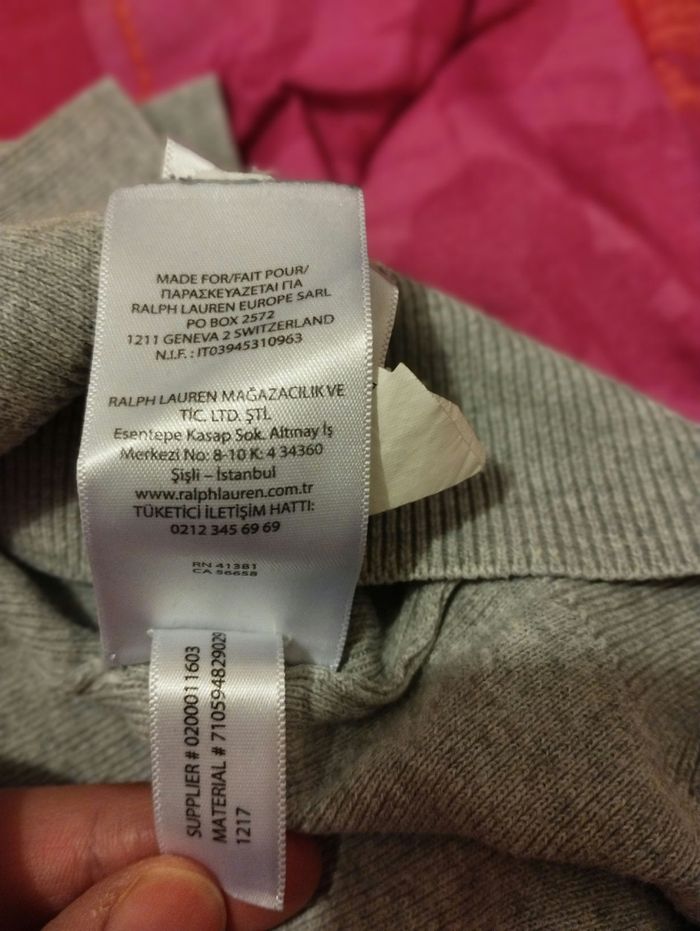 MADE FOR/FAIT POUR/
ΠΑΡΑΣΚΕΥΑΖΕΤΑΙ ΓΙΑ
RALPH LAUREN EUROPE SARL
PO BOX 2572
1211 GENEVA 2 SWITZERLAND
N.I.F. : IT03945310963
RALPH LAUREN MAĞAZACILIK VE
TİC. LTD. ŞTİ.
Esentepe Kasap Sok. Altınay İş
Merkezi No: 8-10 K: 4 34360
Şişli – İstanbul
www.ralphlauren.com.tr
TÜKETİCİ İLETİŞİM HATTI:
0212 345 69 69
RN 41381
CA 56658
SUPPLIER # 0200011603
MATERIAL # 710594829029
1217